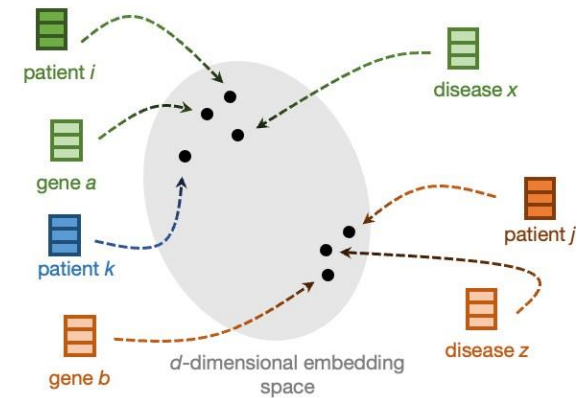 patient i
disease x
gene a
patient j
patient k
disease z
gene b
d-dimensional embedding
space